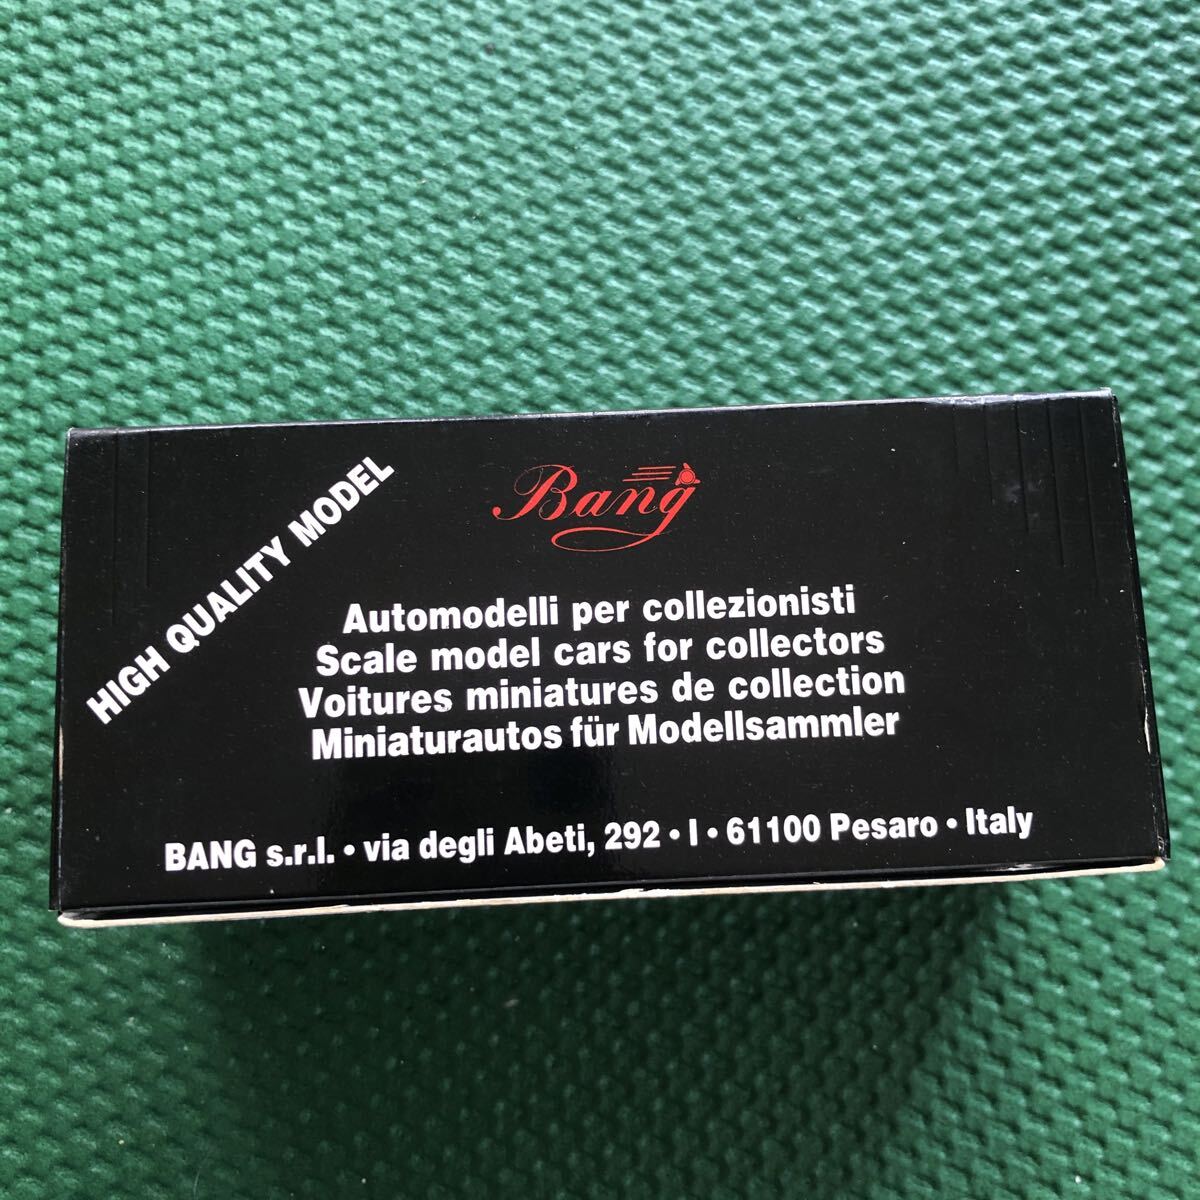 HIGH QUALITY MODEL
Bang
Automodelli per collezionisti
Scale model cars for collectors
Voitures miniatures de collection
Miniaturautos für Modellsammler
BANG s.r.l. • via degli Abeti, 292 • I • 61100 Pesaro • Italy